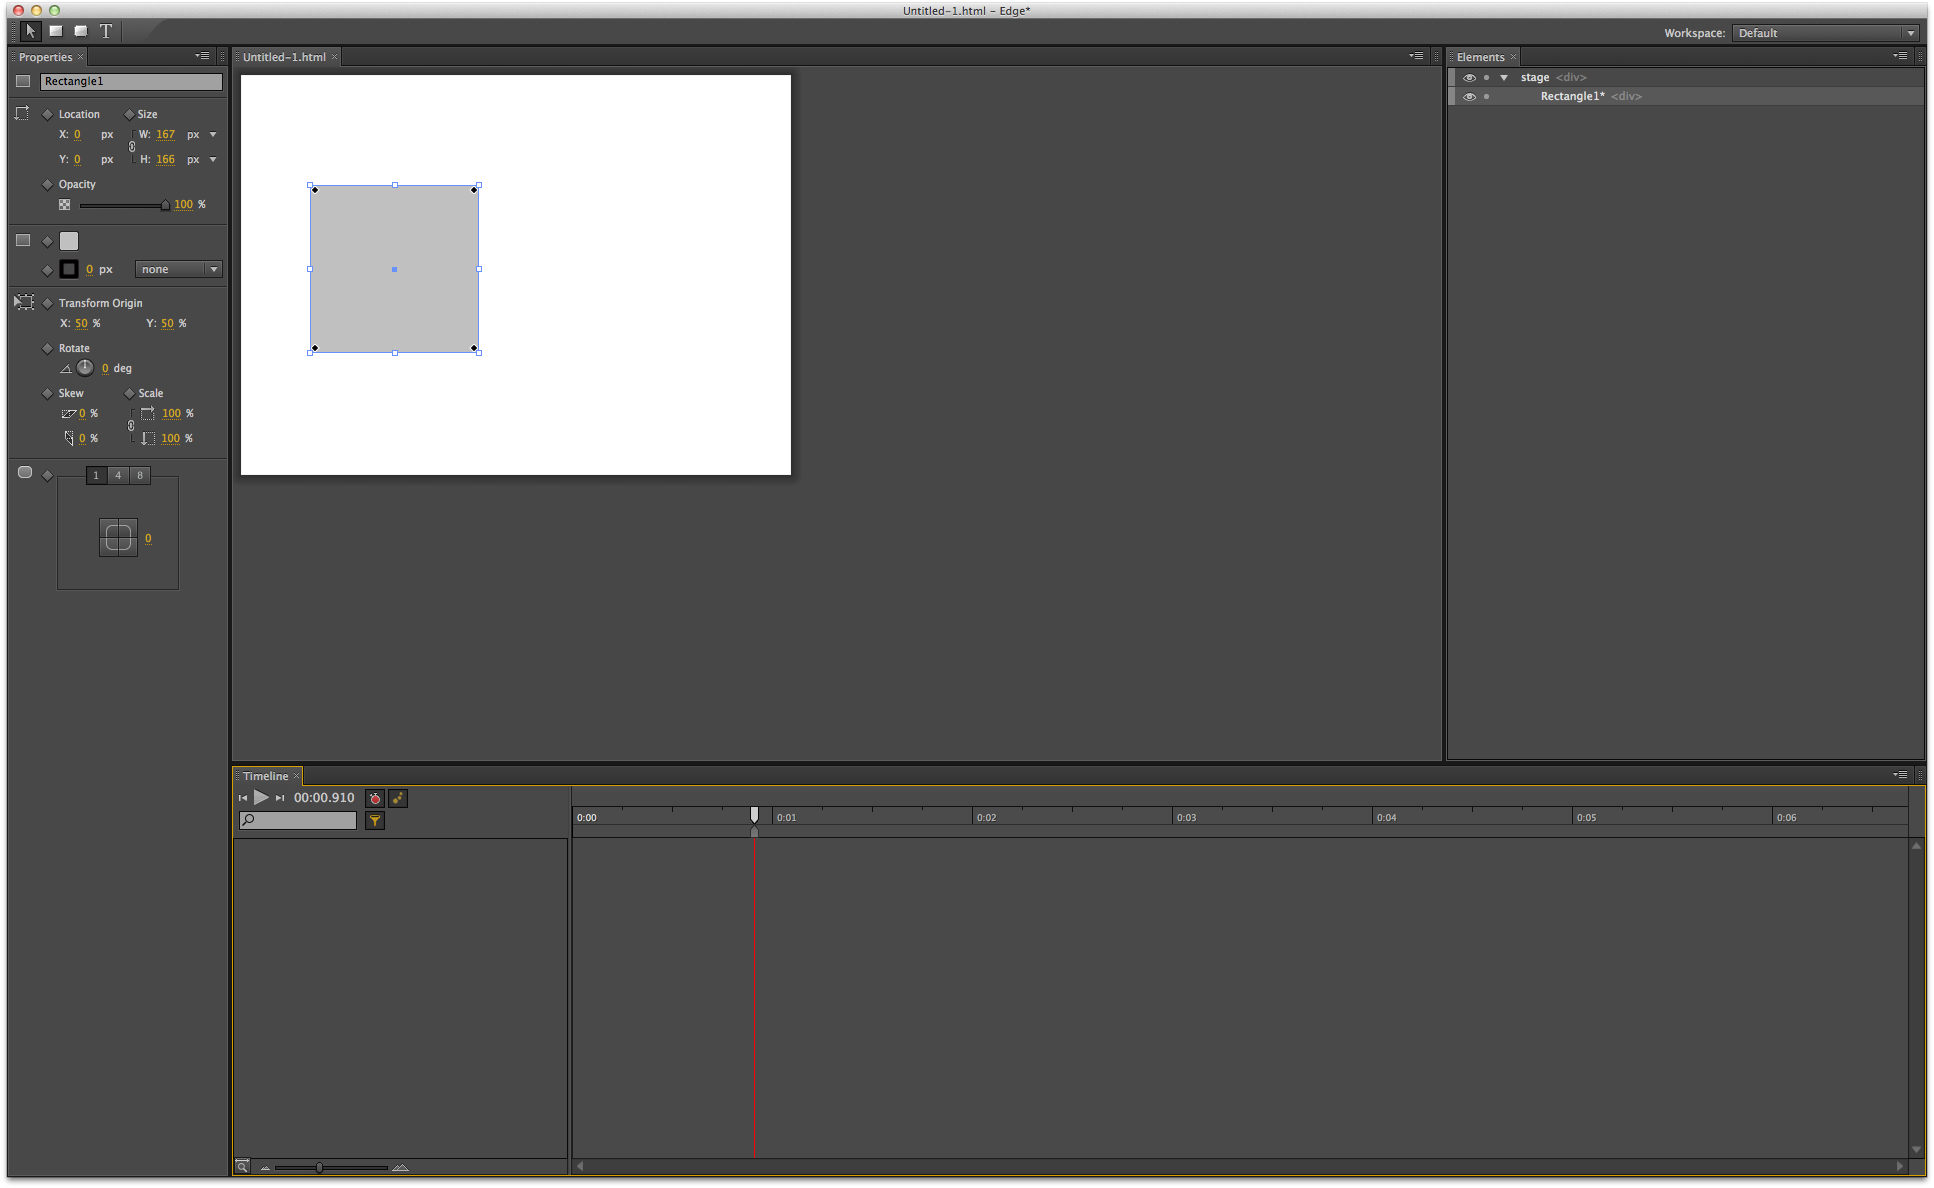 Untitled-1.html - Edge*
T
Workspace: Default
Properties
Untitled-1.html
Elements
Rectangle1
stage <div>
Rectangle1* <div>
Location Size
X: 0 px W: 167 px
Y: 0 px H: 166 px
Opacity
100 %
0 px none
Transform Origin
X: 50 % Y: 50 %
Rotate
0 deg
Skew Scale
0 % 100 %
0 % 100 %
1 4 8
0
Timeline
00:00.910
0:00 0:01 0:02 0:03 0:04 0:05 0:06